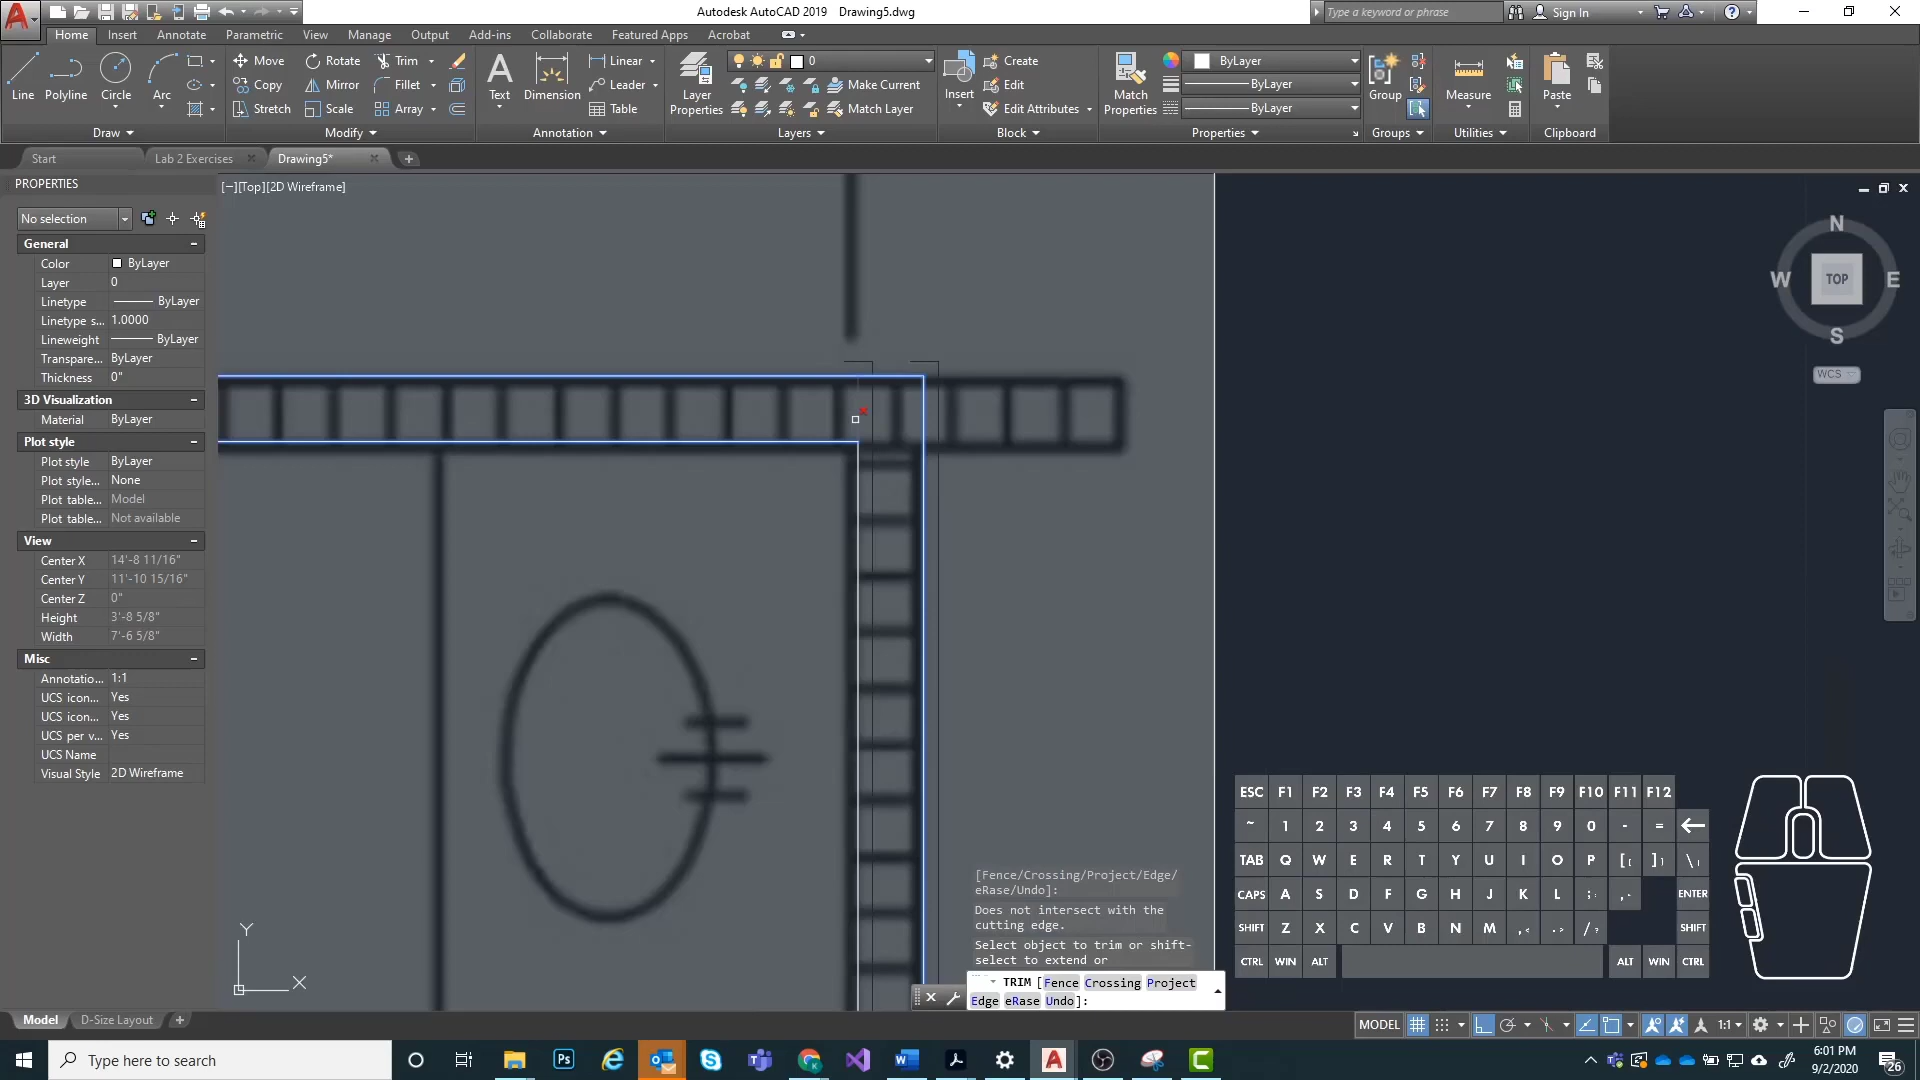 Autodesk AutoCAD 2019 Drawing5.dwg
Type a keyword or phrase
Sign In
Home Insert Annotate Parametric View Manage Output Add-ins Collaborate Featured Apps Acrobat
Line
Polyline
Circle
Arc
Move
Rotate
Trim
Copy
Mirror
Fillet
Stretch
Scale
Array
Text
Dimension
Linear
Leader
Table
Layer
Properties
0
Make Current
Match Layer
Insert
Create
Edit
Edit Attributes
Match
Properties
ByLayer
ByLayer
ByLayer
Group
Measure
Paste
Draw Modify Annotation Layers Block Properties Groups Utilities Clipboard
Start Lab 2 Exercises Drawing5*
PROPERTIES
[−][Top][2D Wireframe]
No selection
General
Color ByLayer
Layer 0
Linetype ByLayer
Linetype s... 1.0000
Lineweight ByLayer
Transpare... ByLayer
Thickness 0"
3D Visualization
Material ByLayer
Plot style
Plot style ByLayer
Plot style... None
Plot table... Model
Plot table... Not available
View
Center X 14'-8 11/16"
Center Y 11'-10 15/16"
Center Z 0"
Height 3'-8 5/8"
Width 7'-6 5/8"
Misc
Annotatio... 1:1
UCS icon... Yes
UCS icon... Yes
UCS per v... Yes
UCS Name
Visual Style 2D Wireframe
N
W TOP E
S
WCS
Y
X
[Fence/Crossing/Project/Edge/
eRase/Undo]:
Does not intersect with the
cutting edge.
Select object to trim or shift-
select to extend or
TRIM [Fence Crossing Project
Edge eRase Undo]:
ESC F1 F2 F3 F4 F5 F6 F7 F8 F9 F10 F11 F12
~ 1 2 3 4 5 6 7 8 9 0 - =
TAB Q W E R T Y U I O P [{ ]} \|
CAPS A S D F G H J K L ENTER
SHIFT Z X C V B N M SHIFT
CTRL WIN ALT ALT WIN CTRL
Model D-Size Layout
MODEL 1:1
Type here to search
6:01 PM
9/2/2020
26